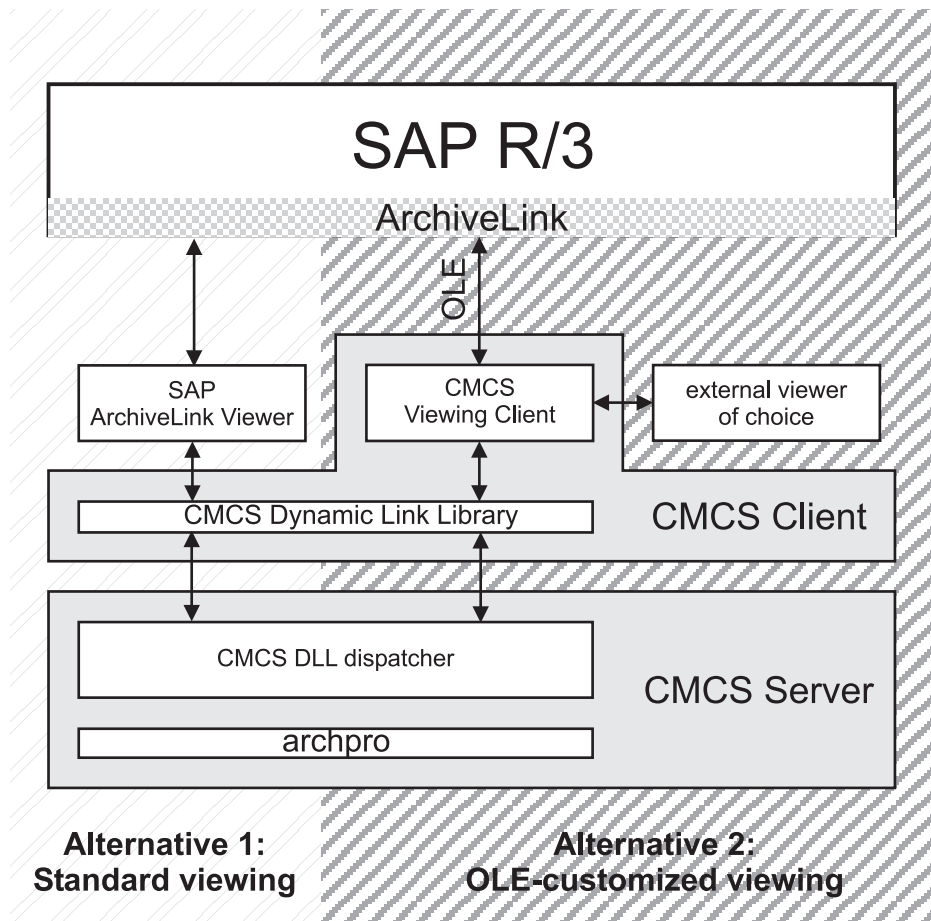 SAP R/3
ArchiveLink
OLE
SAP
ArchiveLink Viewer
CMCS
Viewing Client
external viewer
of choice
CMCS Dynamic Link Library
CMCS Client
CMCS DLL dispatcher
CMCS Server
archpro
Alternative 1:
Standard viewing
Alternative 2:
OLE-customized viewing